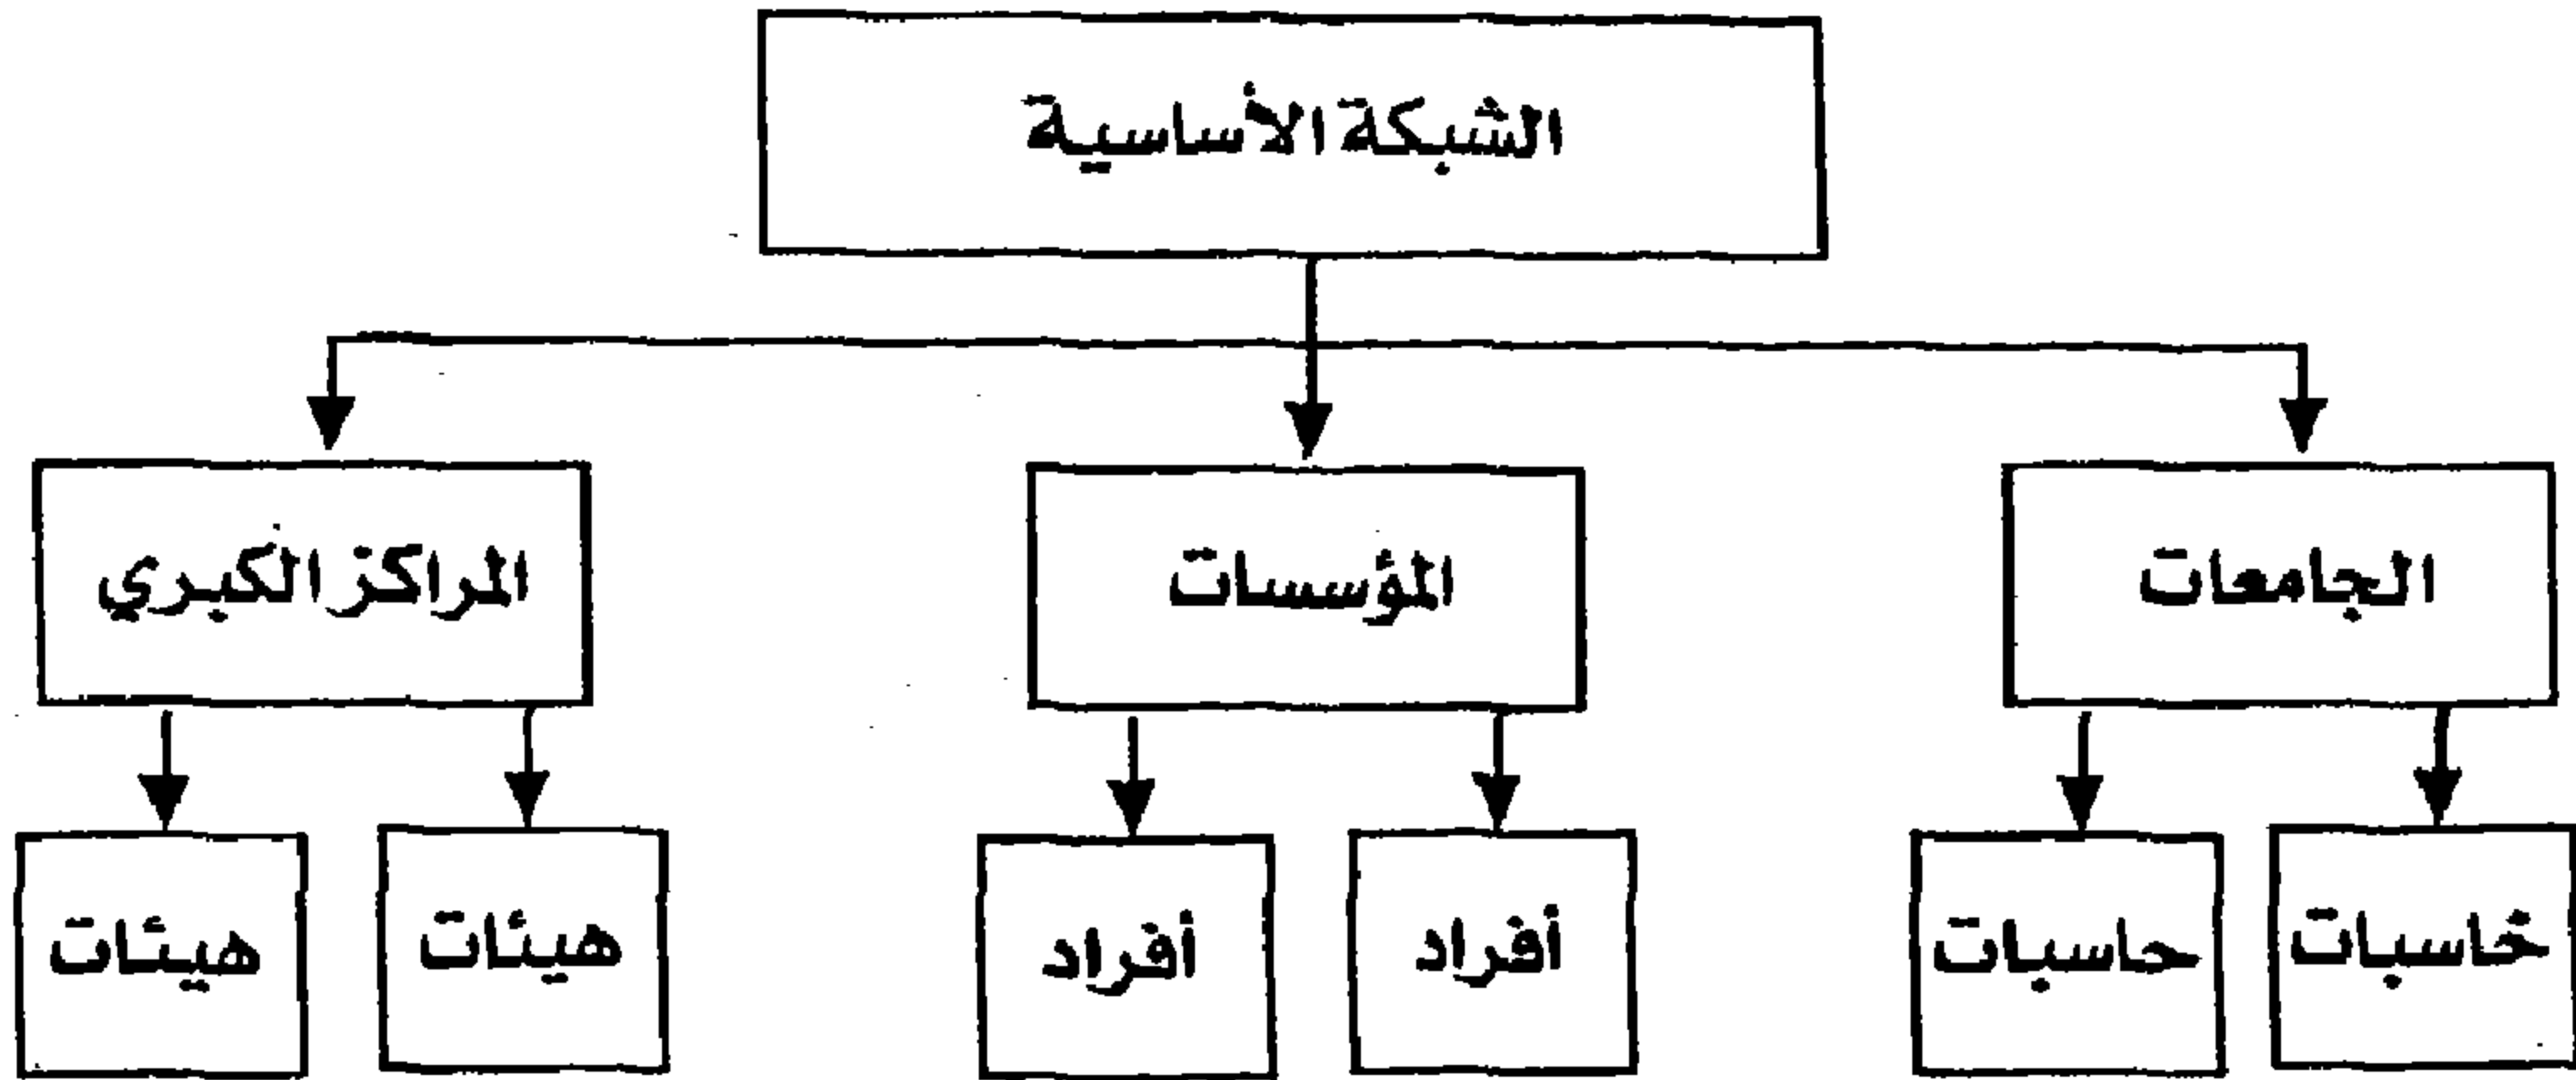 الشبكة الأساسية
الجامعات
المؤسسات
المراكز الكبري
خاسبات
حاسبات
أفراد
أفراد
هيئات
هيئات